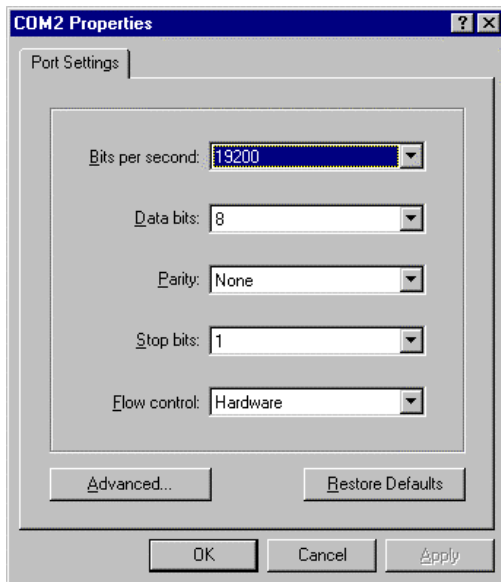 COM2 Properties
Port Settings
Bits per second: 19200
Data bits: 8
Parity: None
Stop bits: 1
Flow control: Hardware
Advanced... Restore Defaults
OK Cancel Apply